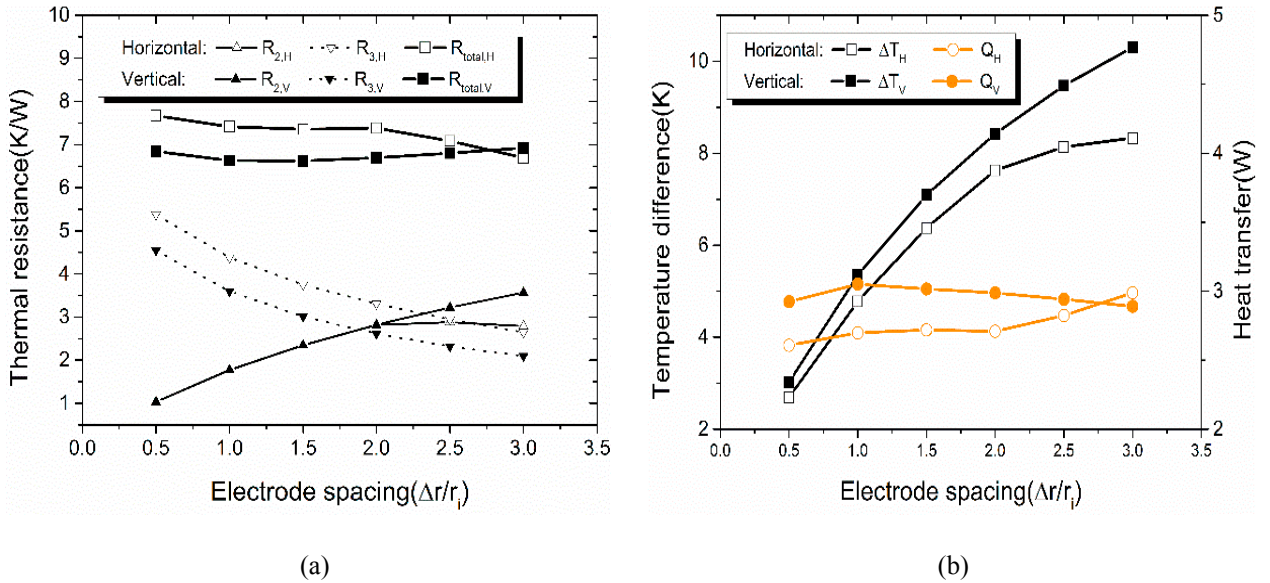 Thermal resistance(K/W)
10
9
8
7
6
5
4
3
2
1
Horizontal: R2,H R3,H Rtotal,H
Vertical: R2,V R3,V Rtotal,V
0.0 0.5 1.0 1.5 2.0 2.5 3.0 3.5
Electrode spacing(Δr/ri)
(a)
Temperature difference(K)
10
8
6
4
2
Horizontal: ΔTH QH
Vertical: ΔTV QV
5
4
3
2
Heat transfer(W)
0.0 0.5 1.0 1.5 2.0 2.5 3.0 3.5
Electrode spacing(Δr/ri)
(b)